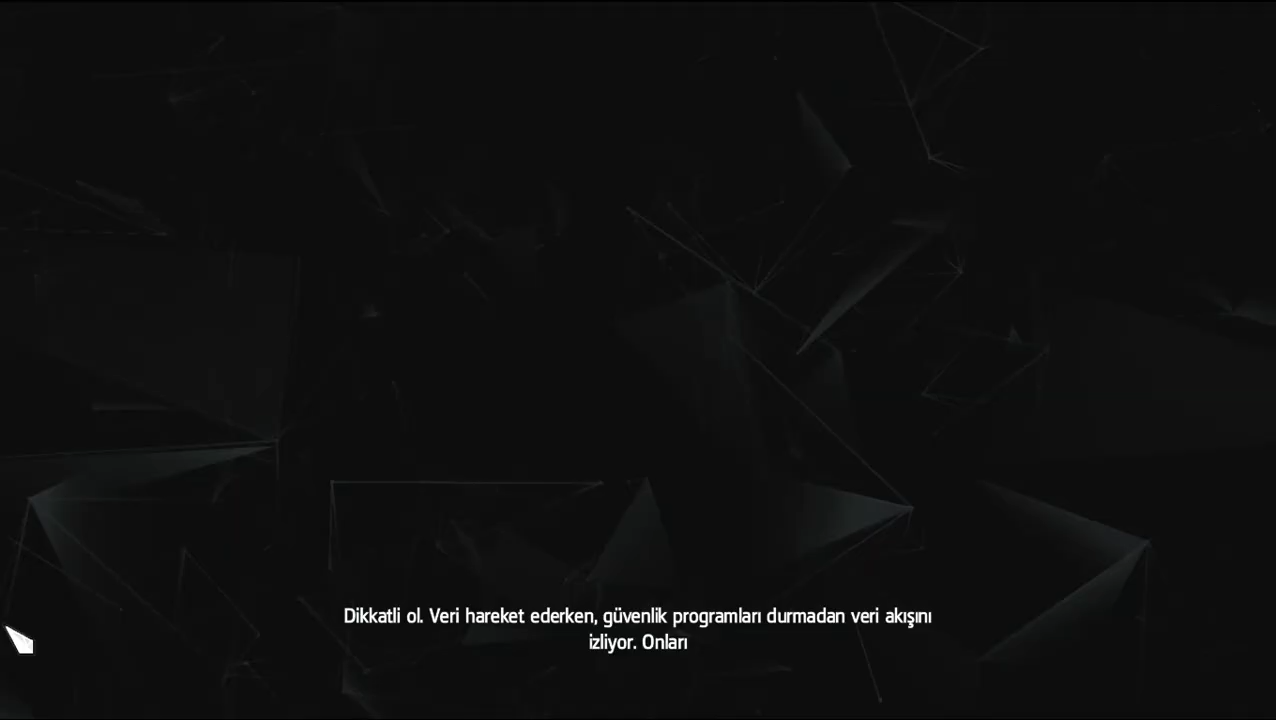 Dikkatli ol. Veri hareket ederken, güvenlik programları durmadan veri akışını
izliyor. Onları